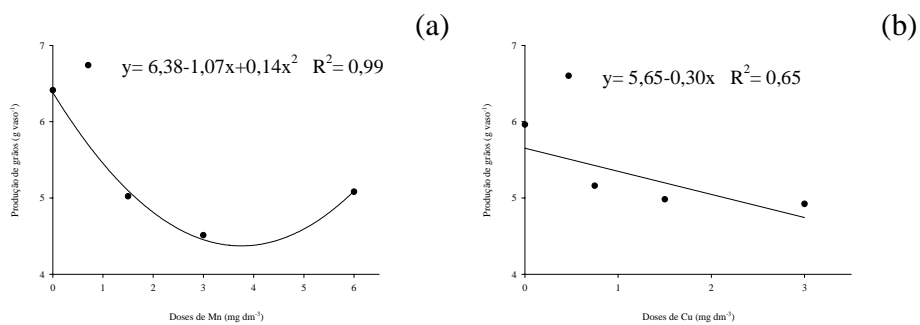 (a)
y= 6,38-1,07x+0,14x² R²= 0,99
Produção de grãos (g vaso⁻¹)
7
6
5
4
0 1 2 3 4 5 6
Doses de Mn (mg dm⁻³)
(b)
y= 5,65-0,30x R²= 0,65
Produção de grãos (g vaso⁻¹)
7
6
5
4
0 1 2 3
Doses de Cu (mg dm⁻³)